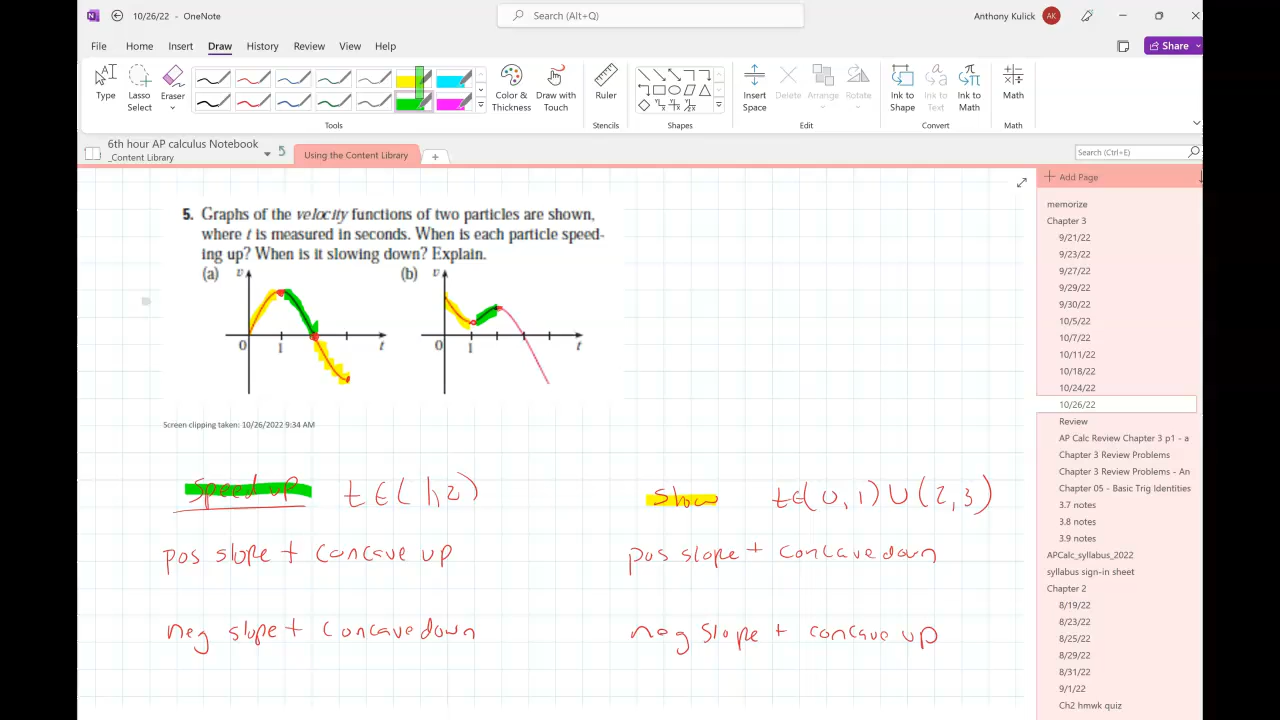 10/26/22 - OneNote
Search (Alt+Q)
Anthony Kulick
AK
File Home Insert Draw History Review View Help
Share
Type
Lasso Select
Eraser
Color & Thickness
Draw with Touch
Ruler
Insert Space
Delete
Arrange
Rotate
Ink to Shape
Ink to Text
Ink to Math
Math
Tools
Stencils
Shapes
Edit
Convert
Math
6th hour AP calculus Notebook
_Content Library
5
Using the Content Library
+
Search (Ctrl+E)
Add Page
5. Graphs of the velocity functions of two particles are shown,
where t is measured in seconds. When is each particle speed-
ing up? When is it slowing down? Explain.
(a) v
0 1 t
(b) v
0 1 t
Screen clipping taken: 10/26/2022 9:34 AM
speed up t∈(1,2)
pos slope + concave up
neg slope + concave down
slow t∈(0,1)∪(2,3)
pos slope + concave down
neg slope + concave up
memorize
Chapter 3
9/21/22
9/23/22
9/27/22
9/29/22
9/30/22
10/5/22
10/7/22
10/11/22
10/18/22
10/24/22
10/26/22
Review
AP Calc Review Chapter 3 p1 - a
Chapter 3 Review Problems
Chapter 3 Review Problems - An
Chapter 05 - Basic Trig Identities
3.7 notes
3.8 notes
3.9 notes
APCalc_syllabus_2022
syllabus sign-in sheet
Chapter 2
8/19/22
8/23/22
8/25/22
8/29/22
8/31/22
9/1/22
Ch2 hmwk quiz